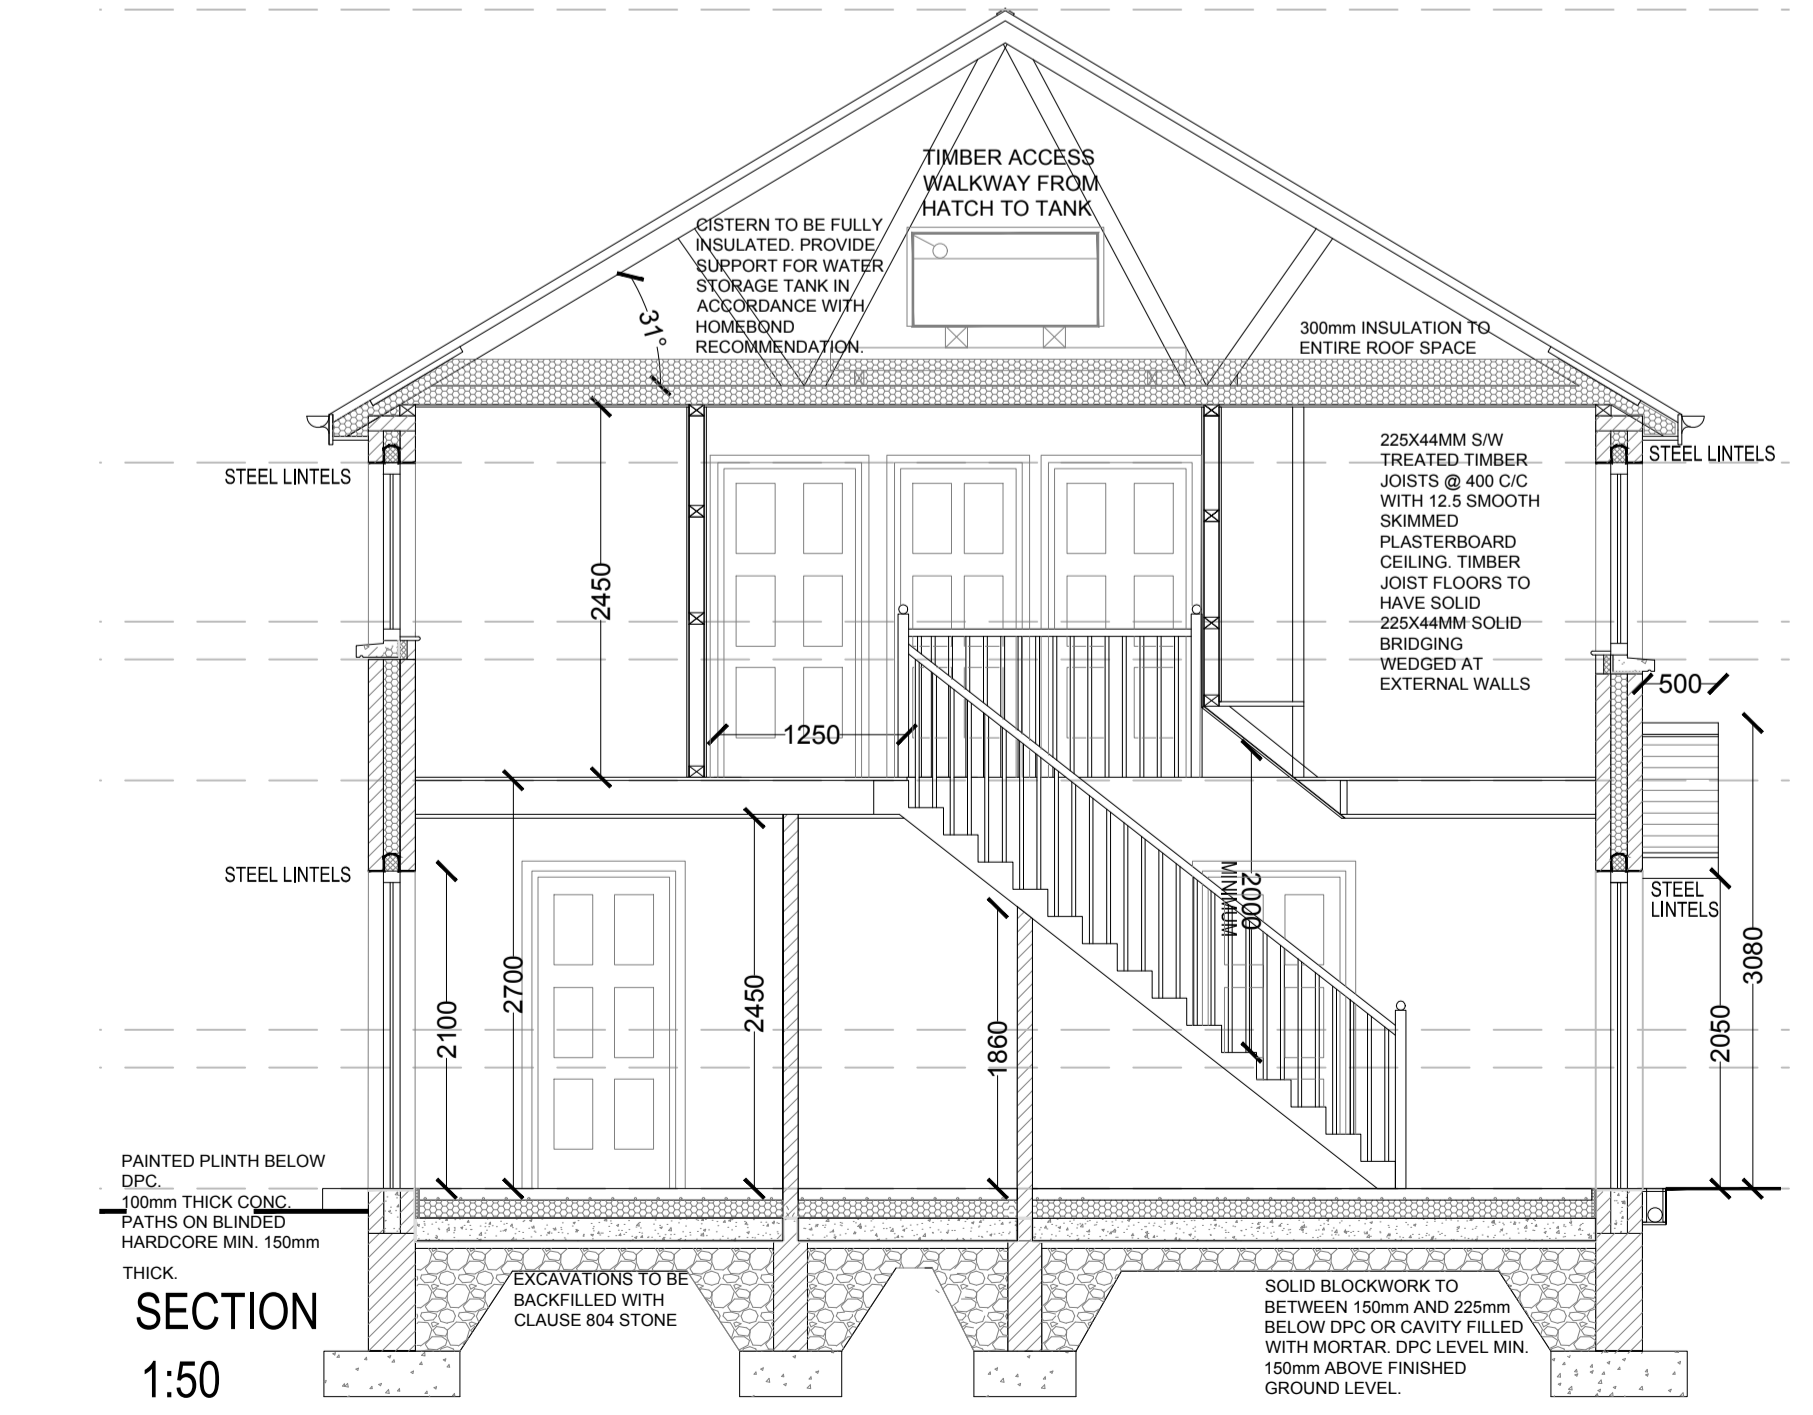 TIMBER ACCESS
WALKWAY FROM
HATCH TO TANK
CISTERN TO BE FULLY
INSULATED. PROVIDE
SUPPORT FOR WATER
STORAGE TANK IN
ACCORDANCE WITH
HOMEBOND
RECOMMENDATION.
31°
300mm INSULATION TO
ENTIRE ROOF SPACE
STEEL LINTELS
2450
225X44MM S/W
TREATED TIMBER
JOISTS @ 400 C/C
WITH 12.5 SMOOTH
SKIMMED
PLASTERBOARD
CEILING. TIMBER
JOIST FLOORS TO
HAVE SOLID
225X44MM SOLID
BRIDGING
WEDGED AT
EXTERNAL WALLS
STEEL LINTELS
500
1250
STEEL LINTELS
2100
2700
2450
1860
2000
MINIMUM
STEEL
LINTELS
2050
3080
PAINTED PLINTH BELOW
DPC.
100mm THICK CONC.
PATHS ON BLINDED
HARDCORE MIN. 150mm
THICK.
EXCAVATIONS TO BE
BACKFILLED WITH
CLAUSE 804 STONE
SOLID BLOCKWORK TO
BETWEEN 150mm AND 225mm
BELOW DPC OR CAVITY FILLED
WITH MORTAR. DPC LEVEL MIN.
150mm ABOVE FINISHED
GROUND LEVEL.
SECTION
1:50